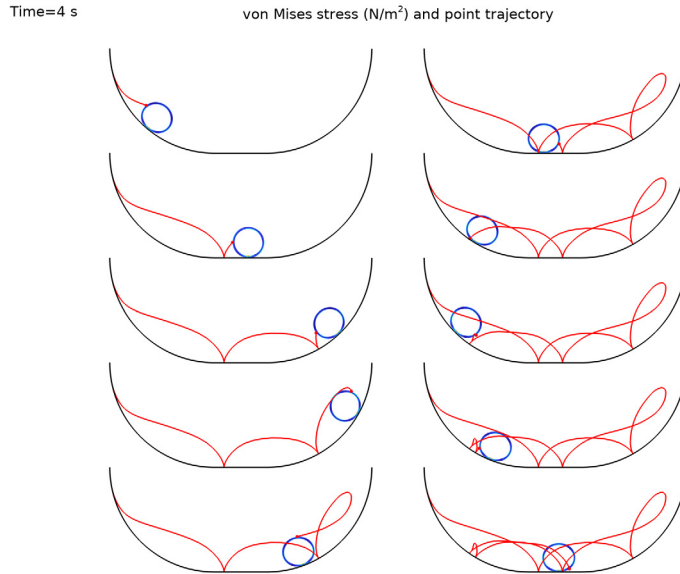 Time=4 s
von Mises stress (N/m²) and point trajectory